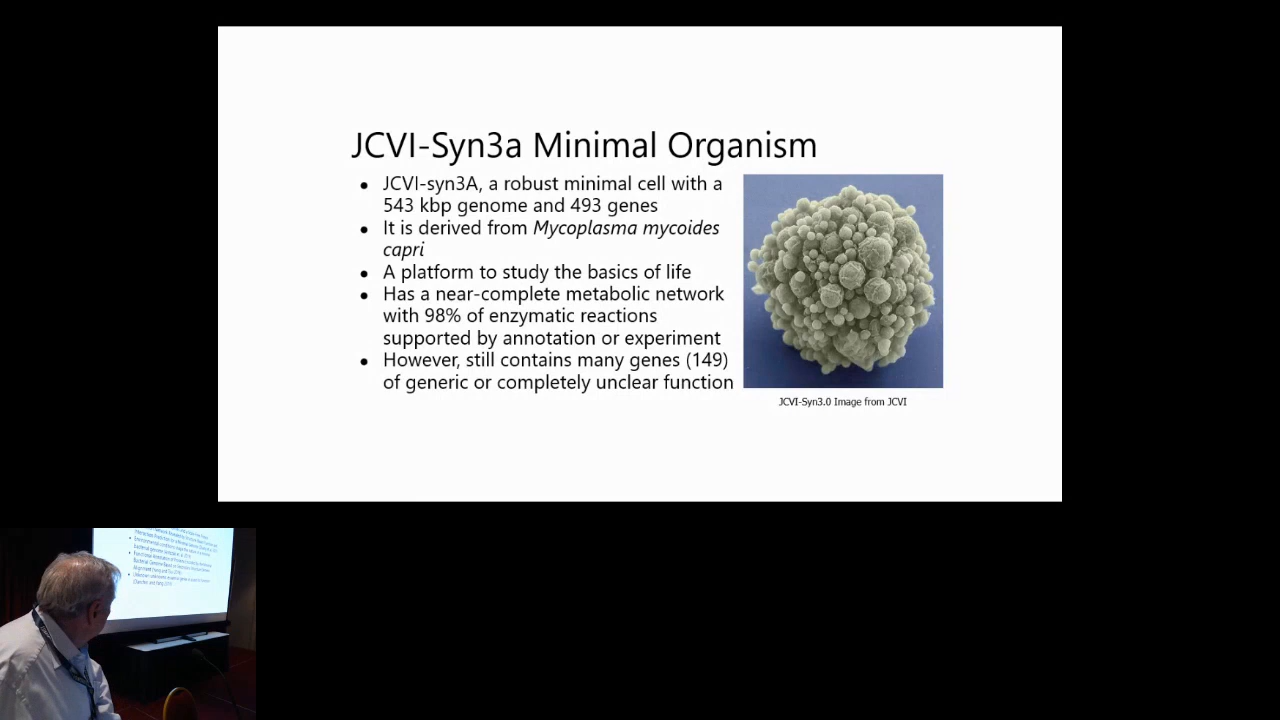 JCVI-Syn3a Minimal Organism
● JCVI-syn3A, a robust minimal cell with a
543 kbp genome and 493 genes
● It is derived from Mycoplasma mycoides
capri
● A platform to study the basics of life
● Has a near-complete metabolic network
with 98% of enzymatic reactions
supported by annotation or experiment
● However, still contains many genes (149)
of generic or completely unclear function
JCVI-Syn3.0 Image from JCVI